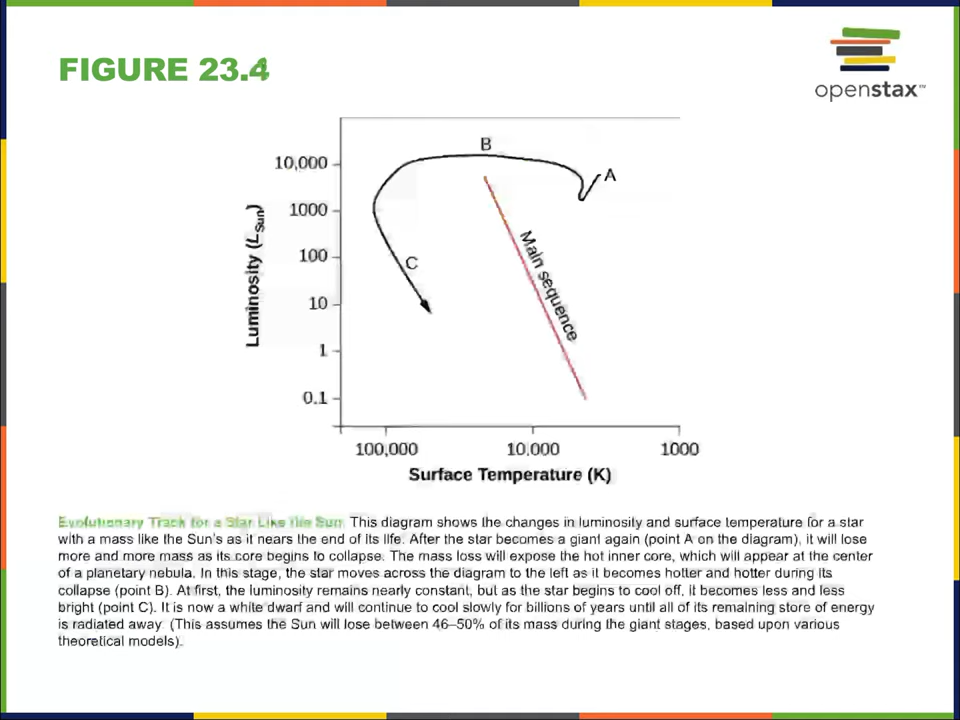 FIGURE 23.4
openstax™
B
A
10,000
1000
100
10
1
0.1
C
Main sequence
Luminosity (LSun)
100,000
10,000
1000
Surface Temperature (K)
Evolutionary Track for a Star Like the Sun. This diagram shows the changes in luminosity and surface temperature for a star
with a mass like the Sun's as it nears the end of its life. After the star becomes a giant again (point A on the diagram), it will lose
more and more mass as its core begins to collapse. The mass loss will expose the hot inner core, which will appear at the center
of a planetary nebula. In this stage, the star moves across the diagram to the left as it becomes hotter and hotter during its
collapse (point B). At first, the luminosity remains nearly constant, but as the star begins to cool off, it becomes less and less
bright (point C). It is now a white dwarf and will continue to cool slowly for billions of years until all of its remaining store of energy
is radiated away. (This assumes the Sun will lose between 46–50% of its mass during the giant stages, based upon various
theoretical models).